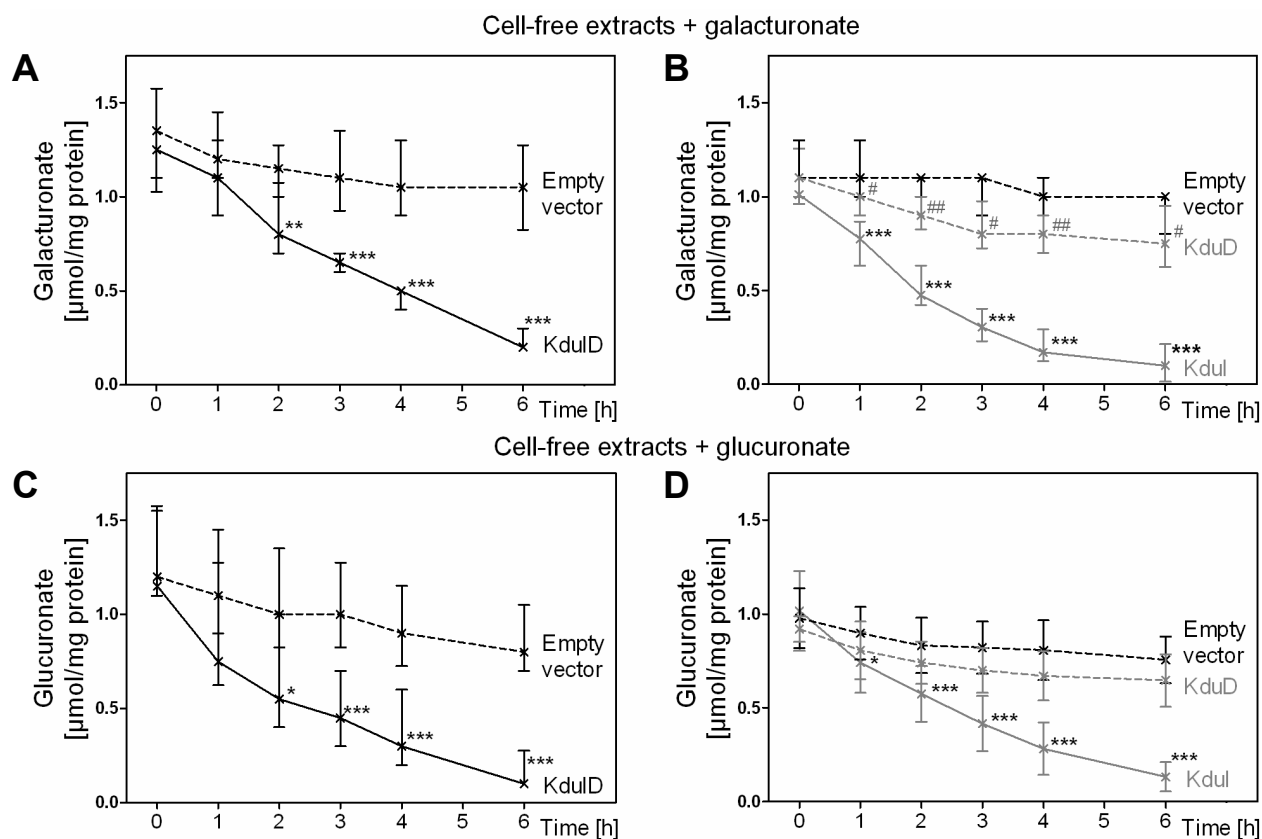 Cell-free extracts + galacturonate
A
Galacturonate
[µmol/mg protein]
1.5
1.0
0.5
0.0
0 1 2 3 4 5 6 Time [h]
Empty
vector
**
***
***
***
KduID
B
Galacturonate
[µmol/mg protein]
1.5
1.0
0.5
0.0
0 1 2 3 4 5 6 Time [h]
Empty
vector
#
##
#
##
#
KduD
***
***
***
***
***
KduI
Cell-free extracts + glucuronate
C
Glucuronate
[µmol/mg protein]
1.5
1.0
0.5
0.0
0 1 2 3 4 5 6 Time [h]
Empty
vector
*
***
***
***
KduID
D
Glucuronate
[µmol/mg protein]
1.5
1.0
0.5
0.0
0 1 2 3 4 5 6 Time [h]
Empty
vector
KduD
*
***
***
***
***
KduI